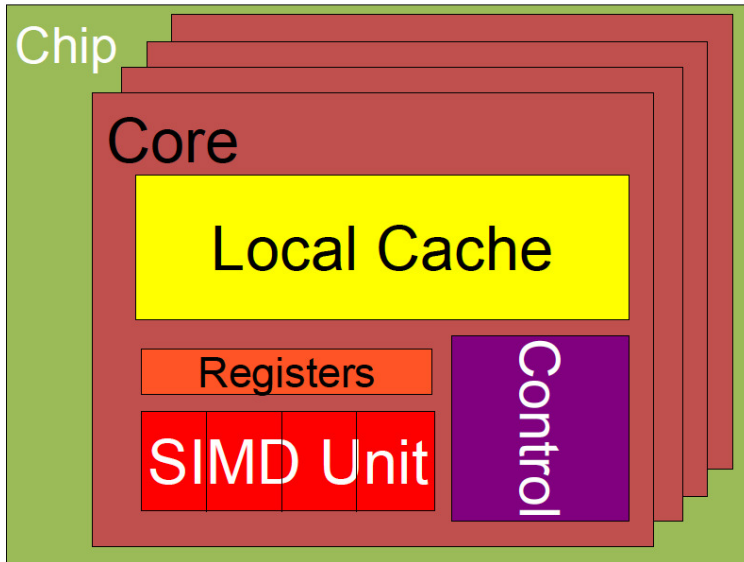 Chip
Core
Local Cache
Registers
SIMD Unit
Control